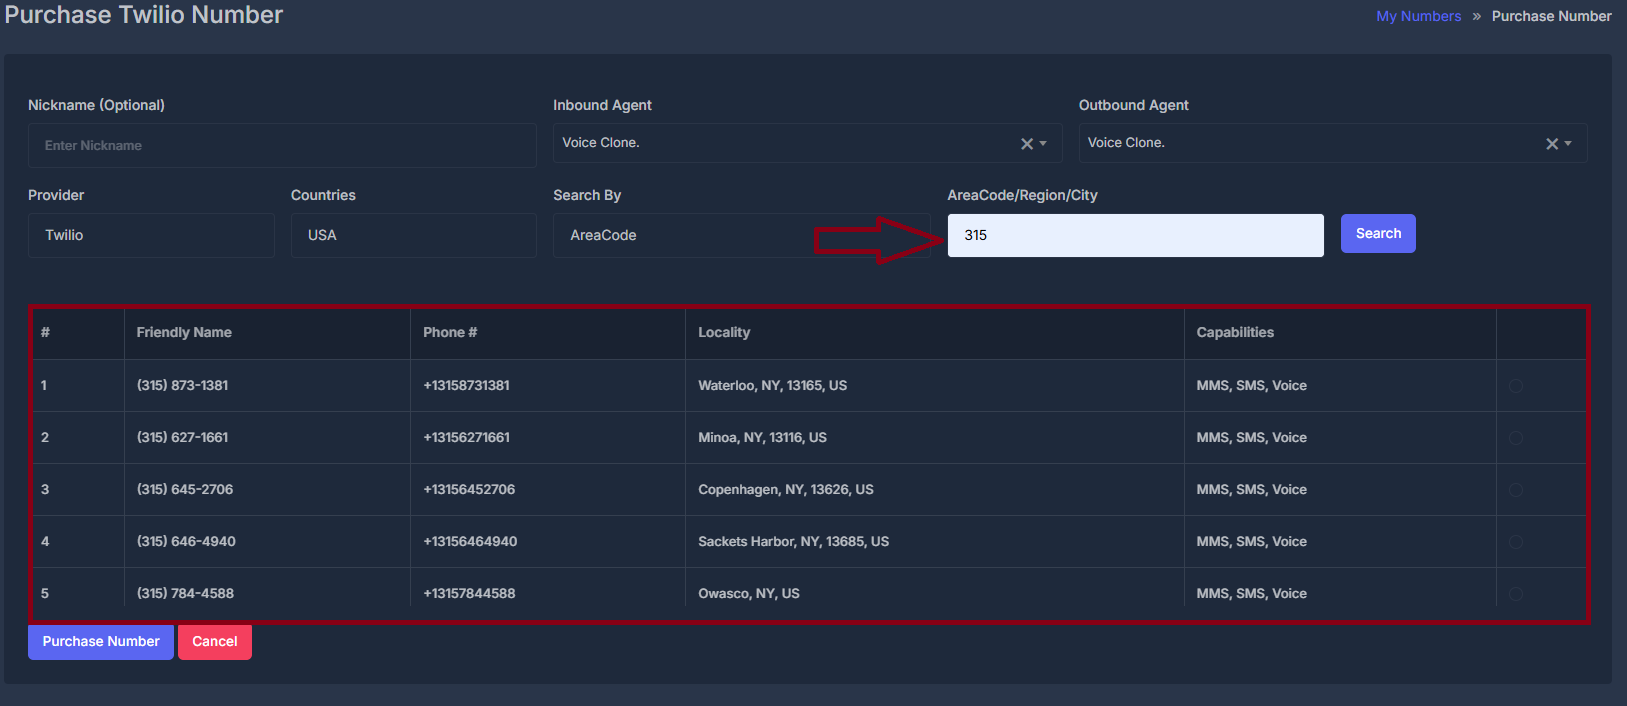 Purchase Twilio Number
My Numbers » Purchase Number
Nickname (Optional) Inbound Agent Outbound Agent
Enter Nickname Voice Clone. Voice Clone.
Provider Countries Search By AreaCode/Region/City
Twilio USA AreaCode 315 Search
# Friendly Name Phone # Locality Capabilities
1 (315) 873-1381 +13158731381 Waterloo, NY, 13165, US MMS, SMS, Voice
2 (315) 627-1661 +13156271661 Minoa, NY, 13116, US MMS, SMS, Voice
3 (315) 645-2706 +13156452706 Copenhagen, NY, 13626, US MMS, SMS, Voice
4 (315) 646-4940 +13156464940 Sackets Harbor, NY, 13685, US MMS, SMS, Voice
5 (315) 784-4588 +13157844588 Owasco, NY, US MMS, SMS, Voice
Purchase Number Cancel